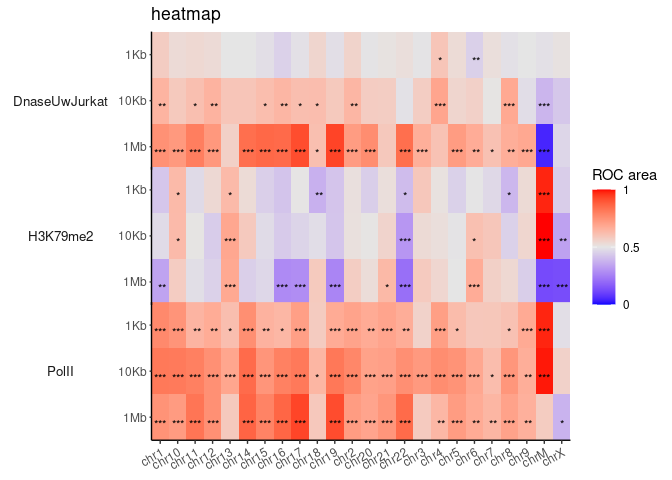 heatmap
1Kb * **
DnaseUwJurkat 10Kb ** * ** * ** * * ** *** *** ***
1Mb *** *** *** *** *** *** *** *** * *** *** *** *** *** *** ** * ** *** ***
1Kb * * ** * * ***
H3K79me2 10Kb * *** *** * *** **
1Mb ** *** *** *** *** * *** *** *** ***
1Kb *** *** ** ** * *** ** * *** *** *** *** *** ** *** * * *** ***
PolII 10Kb *** *** *** *** *** *** *** *** *** * *** *** *** *** *** *** *** *** *** * *** ** ***
1Mb *** *** *** *** *** *** *** *** *** *** *** *** *** ** *** ** ** *** ** *
chr1 chr10 chr11 chr12 chr13 chr14 chr15 chr16 chr17 chr18 chr19 chr2 chr20 chr21 chr22 chr3 chr4 chr5 chr6 chr7 chr8 chr9 chrM chrX
ROC area
1
0.5
0